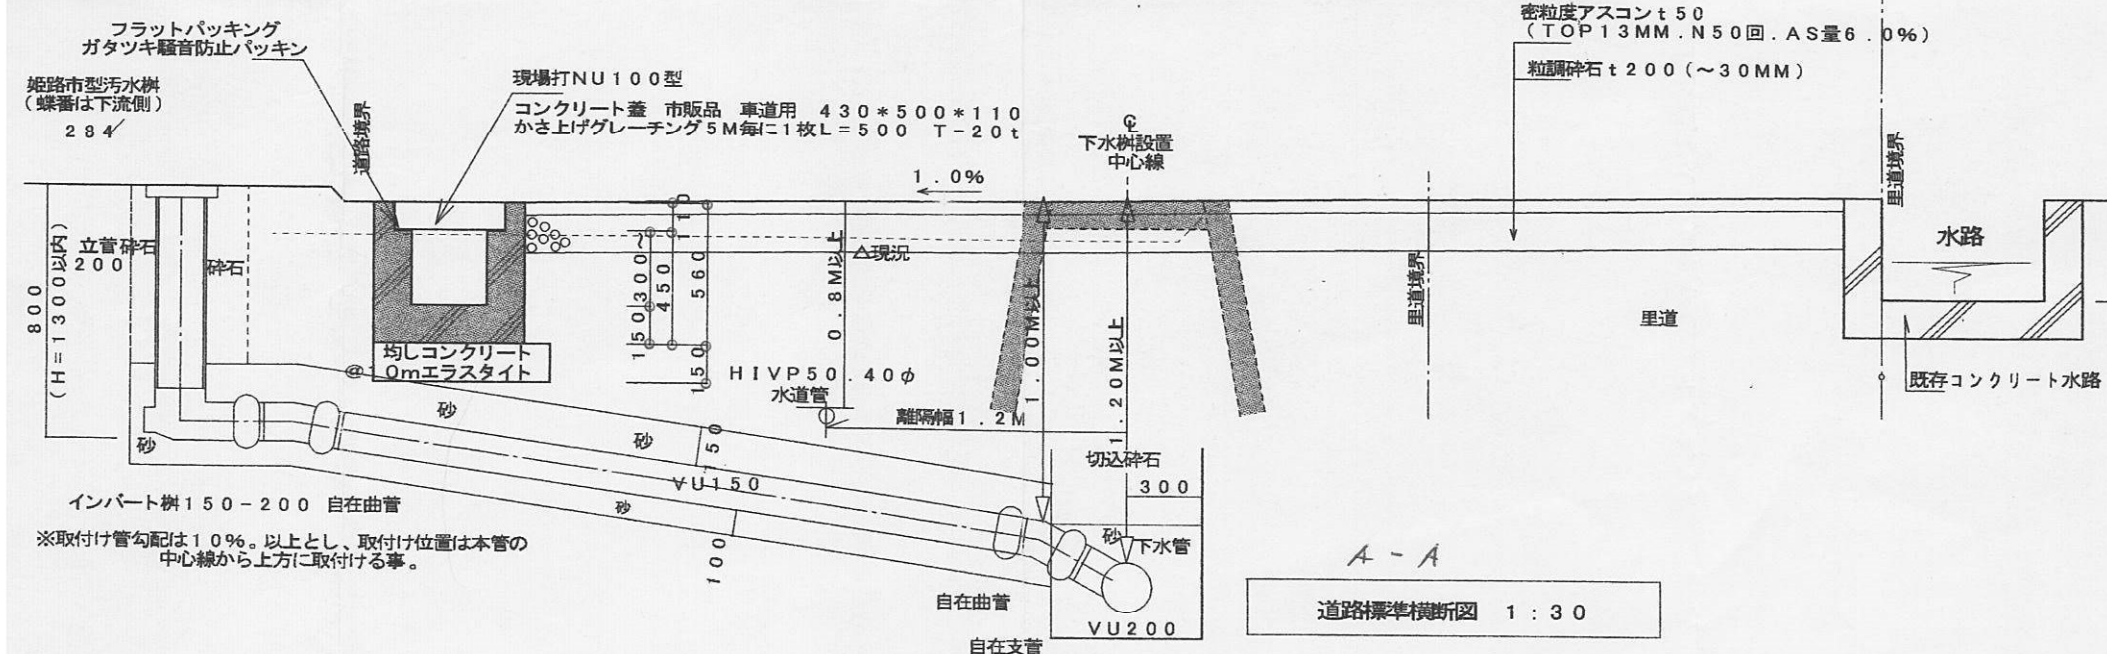 フラットパッキング
ガタツキ騒音防止パッキン
姫路市型汚水桝
(蝶番は下流側)
284
道路境界
現場打NU100型
コンクリート蓋 市販品 車道用 430*500*110
かさ上げグレーチング5M毎に1枚L=500 T-20t
1.0%
℄
下水桝設置
中心線
密粒度アスコンt50
(TOP13MM.N50回.AS量6.0%)
粒調砕石t200(~30MM)
里道境界
水路
800
(H=1300以内)
立菅
200
砕石
砕石
均しコンクリート
@10mエラスタイト
150
300~
450
110
560
150
0.8M以上
△現況
HIVP50.40φ
水道管
離隔幅1.2M
1.00M以上
1.20M以上
里道境界
里道
既存コンクリート水路
砂
砂
砂
砂
150
VU150
100
切込砕石
300
砂
下水管
インバート桝150-200 自在曲菅
※取付け管勾配は10%。以上とし、取付け位置は本管の
中心線から上方に取付ける事。
自在曲菅
自在支菅
VU200
A-A
道路標準横断図 1:30